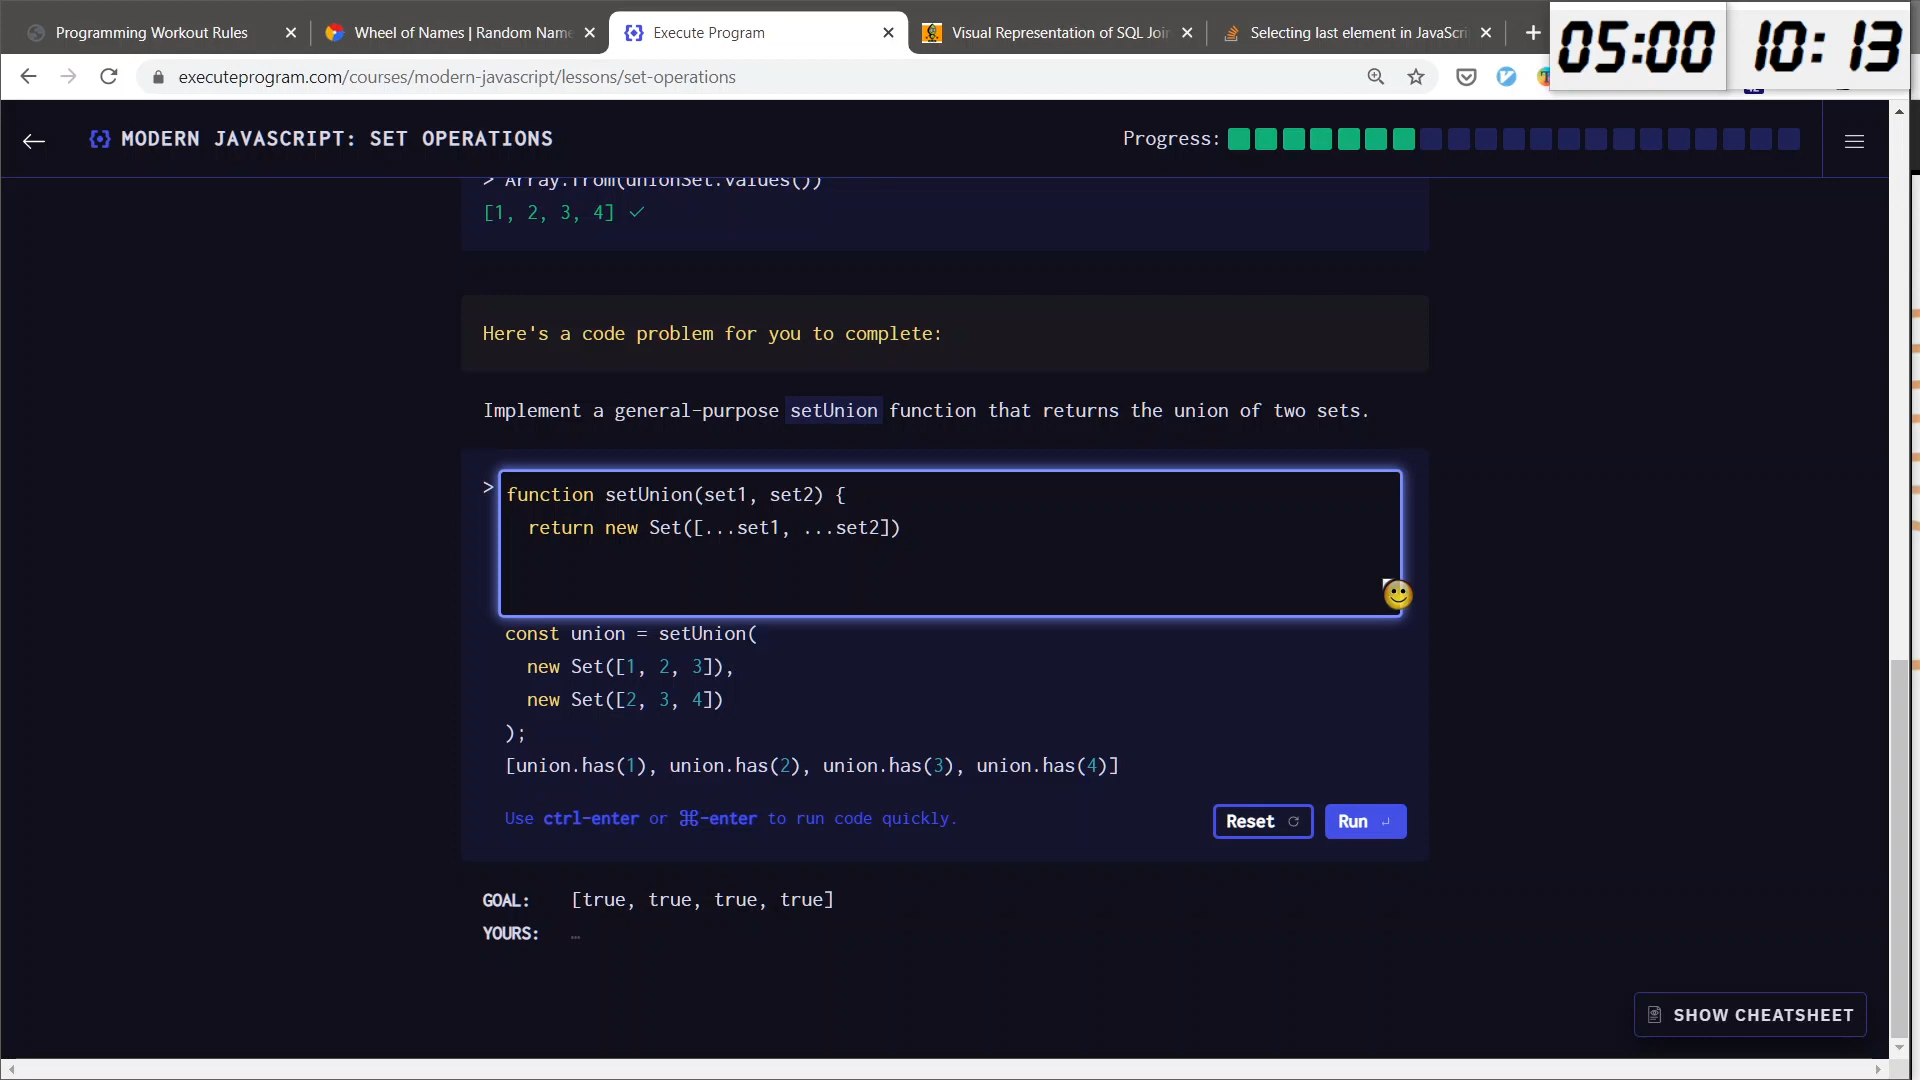 Programming Workout Rules
Wheel of Names | Random Name
Execute Program
Visual Representation of SQL Joi
Selecting last element in JavaScri
05:00
10:13
executeprogram.com/courses/modern-javascript/lessons/set-operations
MODERN JAVASCRIPT: SET OPERATIONS
Progress:
> Array.from(unionSet.values())
[1, 2, 3, 4] ✓
Here's a code problem for you to complete:
Implement a general-purpose setUnion function that returns the union of two sets.
> function setUnion(set1, set2) {
return new Set([...set1, ...set2])
const union = setUnion(
new Set([1, 2, 3]),
new Set([2, 3, 4])
);
[union.has(1), union.has(2), union.has(3), union.has(4)]
Use ctrl-enter or ⌘-enter to run code quickly.
Reset
Run
GOAL: [true, true, true, true]
YOURS: …
SHOW CHEATSHEET